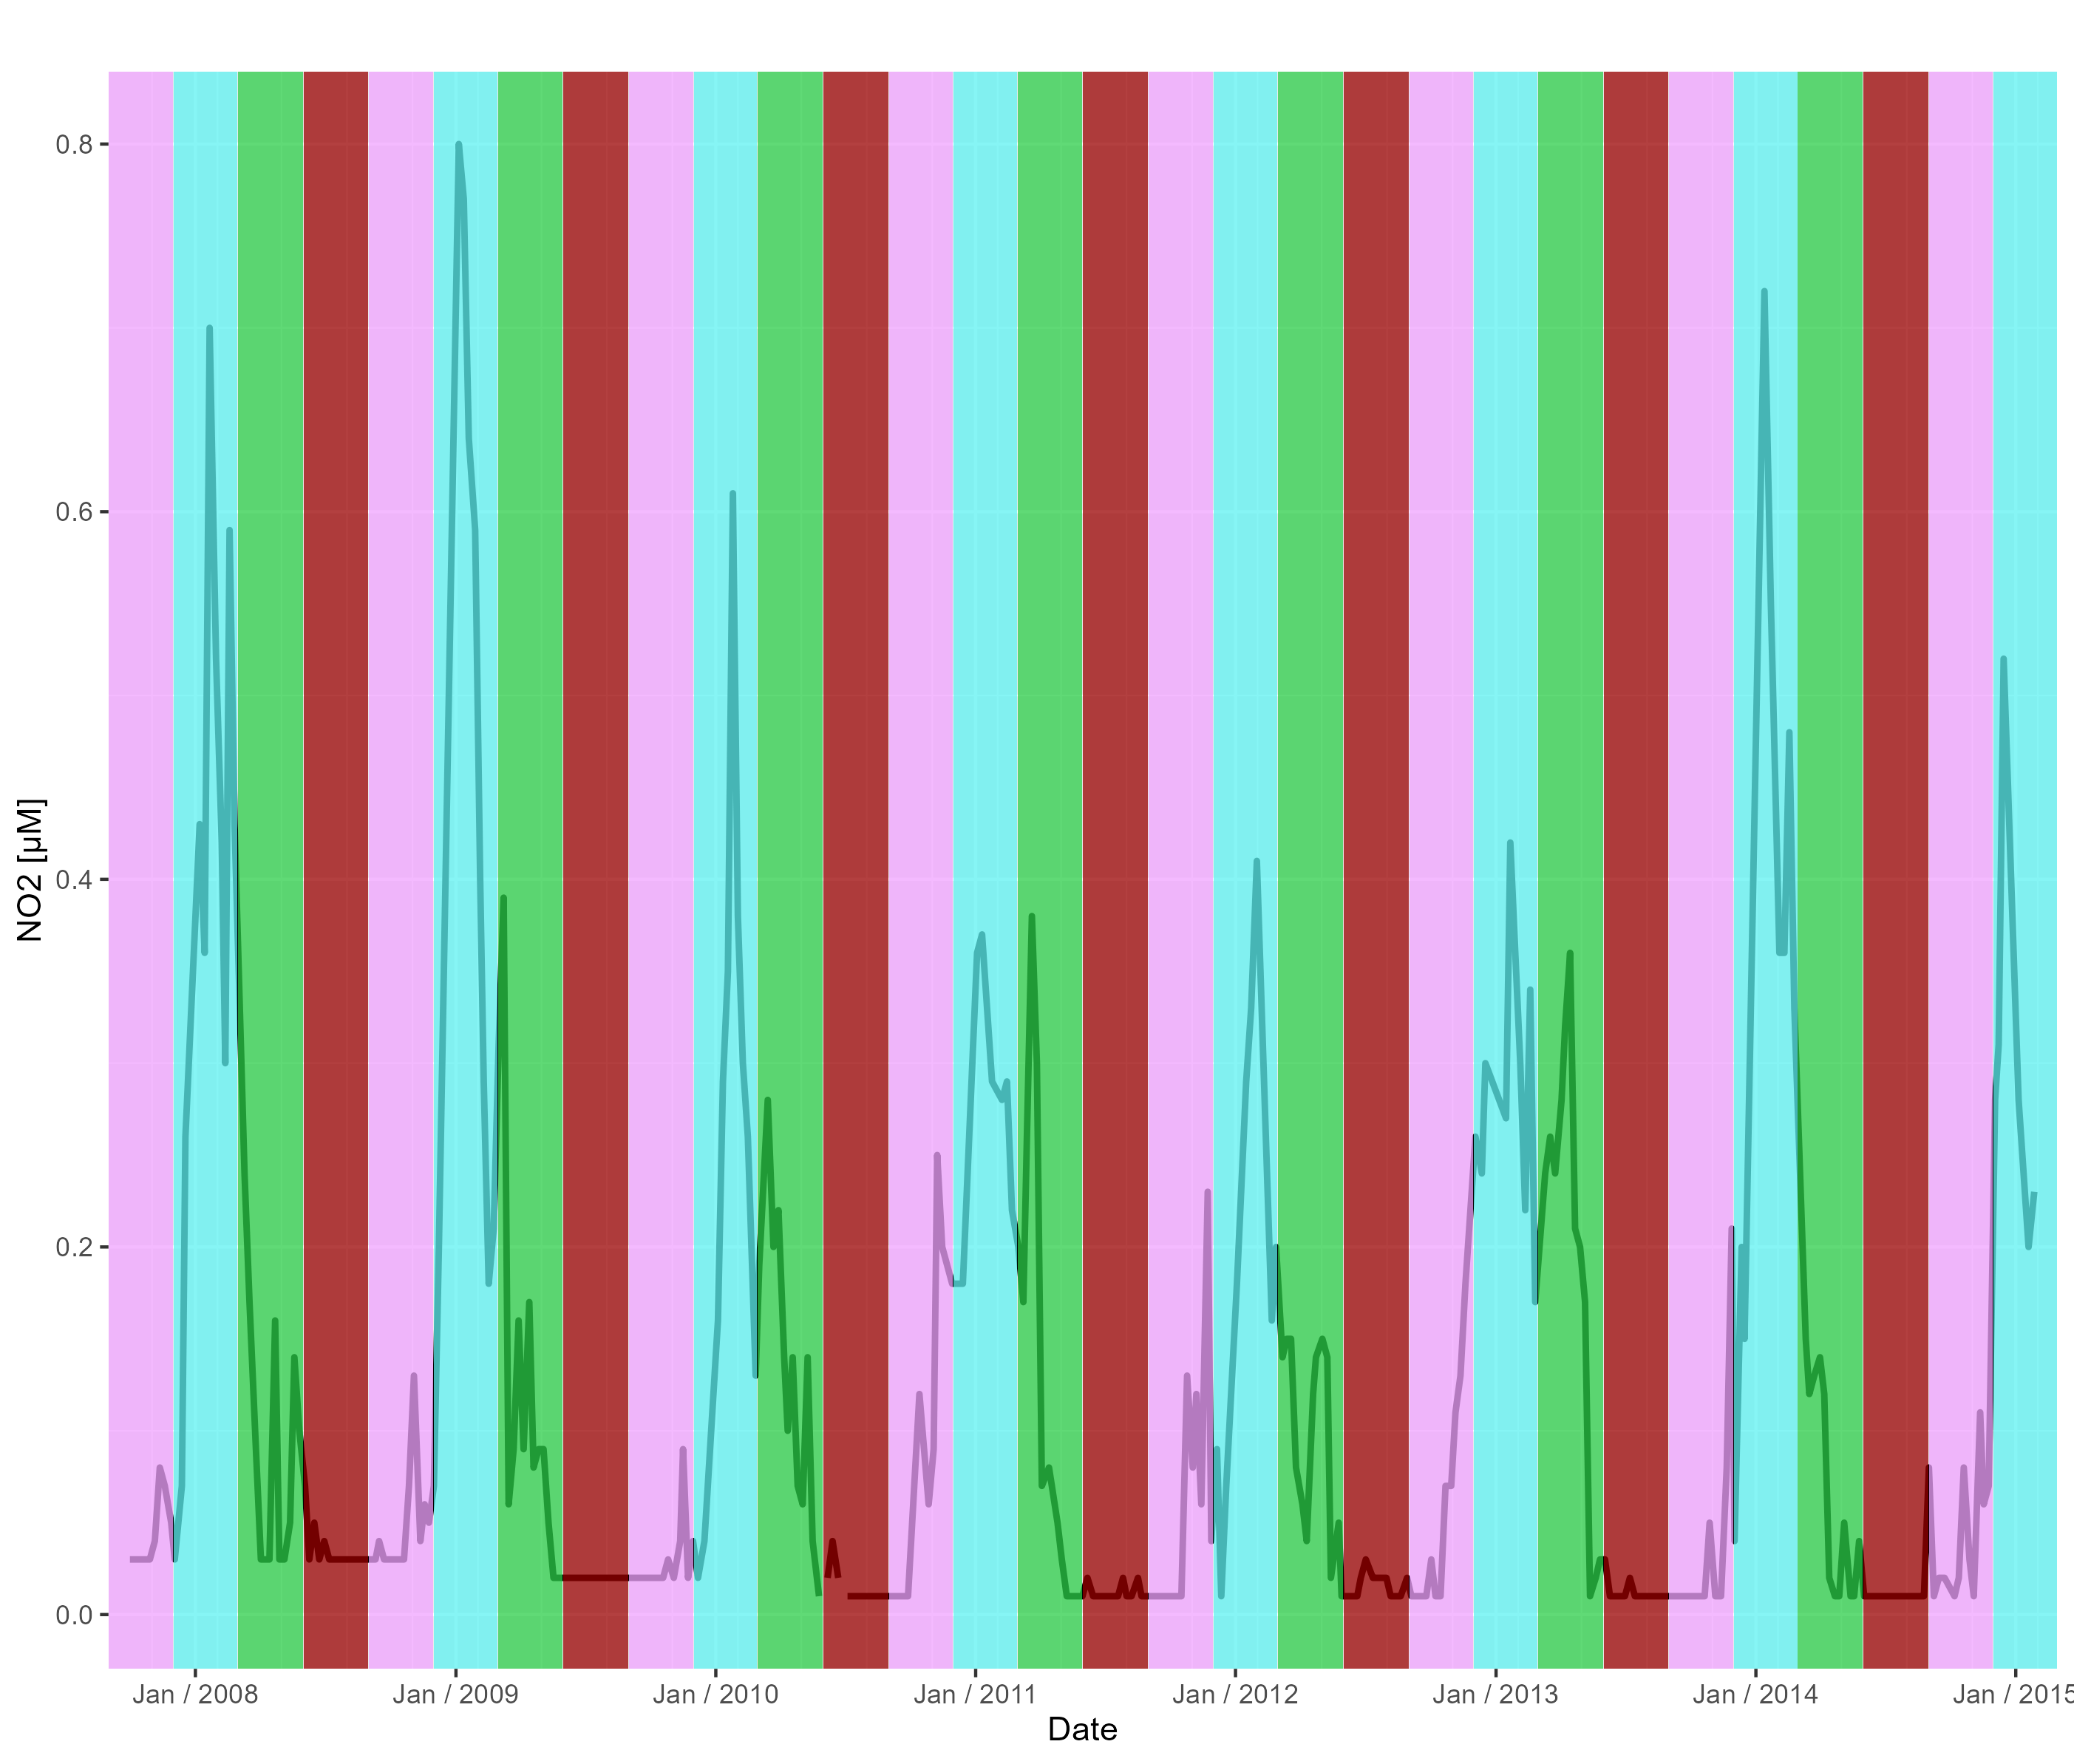 0.8
0.6
0.4
0.2
0.0
NO2 [µM]
Jan / 2008
Jan / 2009
Jan / 2010
Jan / 2011
Jan / 2012
Jan / 2013
Jan / 2014
Jan / 2015
Date